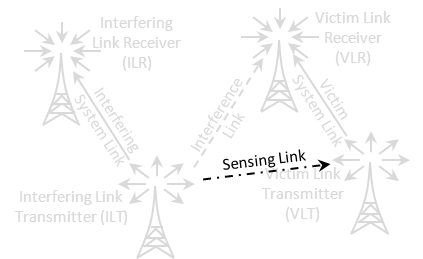 Interfering
Link Receiver
(ILR)
Victim Link
Receiver
(VLR)
Interfering
System Link
Interference
Link
Victim
System Link
Sensing Link
Interfering Link
Transmitter (ILT)
Victim Link
Transmitter
(VLT)